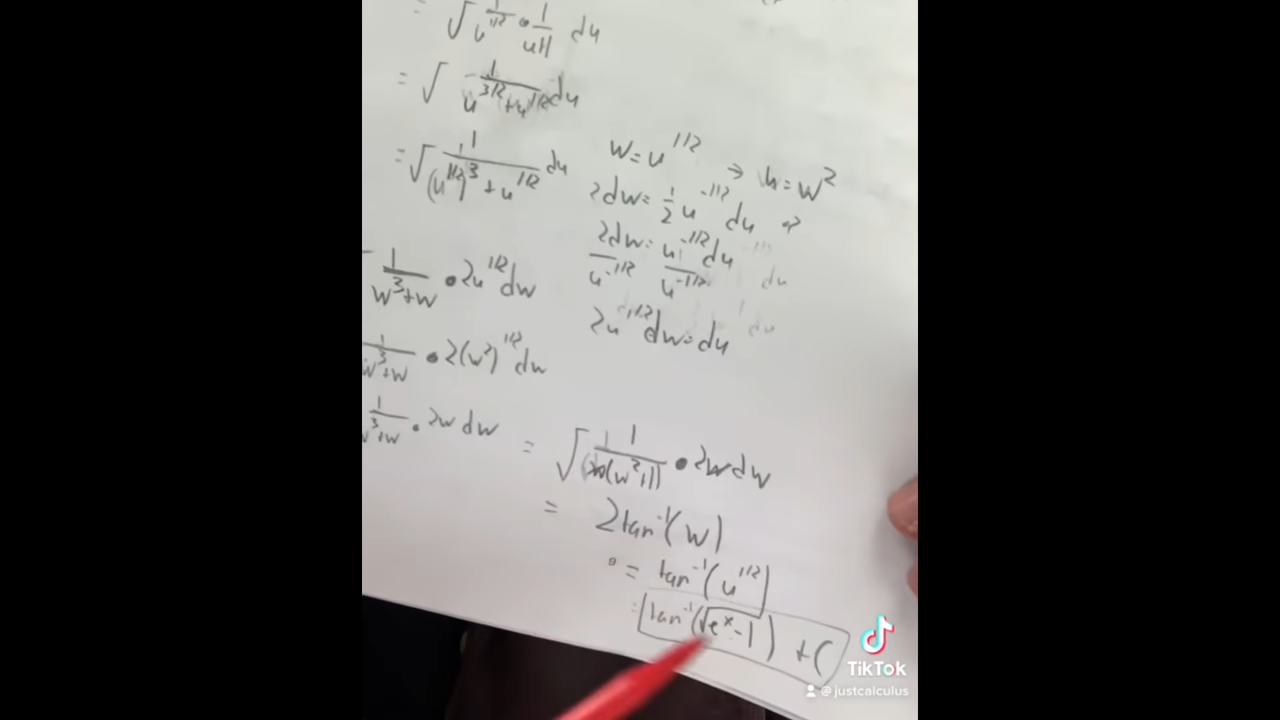 = ∫ 1/u^1/2 • 1/u+1 du
= ∫ 1/u^3/2 + u^1/2 du
= ∫ 1/(u^1/2)^3 + u^1/2 du
w = u^1/2 → u = w^2
2dw = 1/2 u^-1/2 du
2dw/u^-1/2 = u^-1/2 du/u^-1/2
2u^1/2 dw = du
1/w^3+w • 2u^1/2 dw
1/w^3+w • 2(w^2)^1/2 dw
1/w^3+w • 2w dw
= ∫ 1/w(w^2+1) • 2w dw
= 2tan^-1(w)
= tan^-1(u^1/2)
= tan^-1(√e^x-1) + C
TikTok
@justcalculus